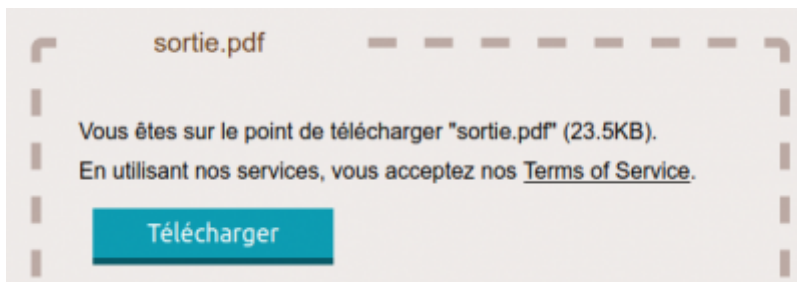 sortie.pdf
Vous êtes sur le point de télécharger "sortie.pdf" (23.5KB).
En utilisant nos services, vous acceptez nos Terms of Service.
Télécharger